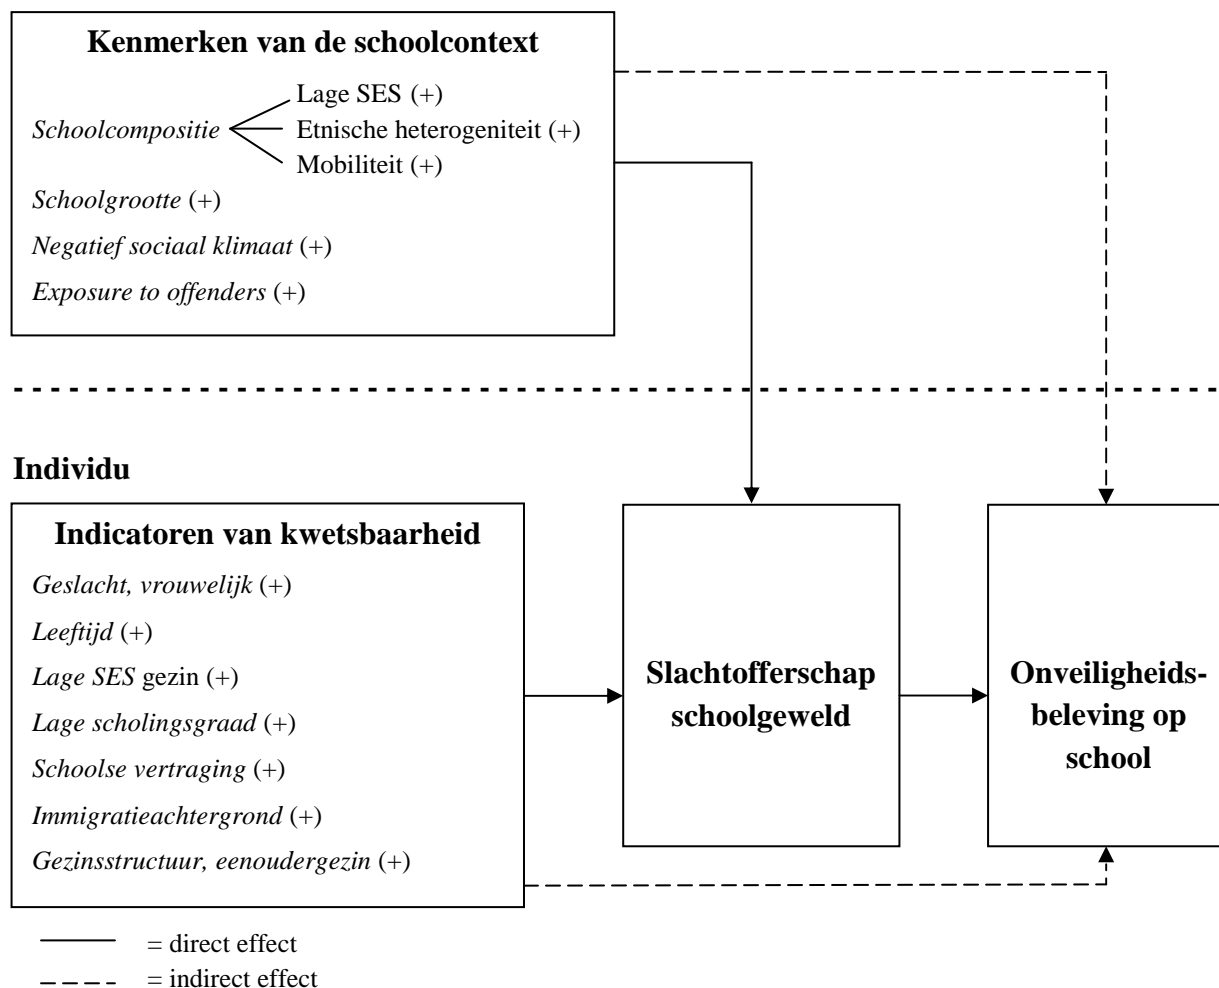 Kenmerken van de schoolcontext
Lage SES (+)
Schoolcompositie
Etnische heterogeniteit (+)
Mobiliteit (+)
Schoolgrootte (+)
Negatief sociaal klimaat (+)
Exposure to offenders (+)
Individu
Indicatoren van kwetsbaarheid
Geslacht, vrouwelijk (+)
Leeftijd (+)
Lage SES gezin (+)
Lage scholingsgraad (+)
Schoolse vertraging (+)
Immigratieachtergrond (+)
Gezinsstructuur, eenoudergezin (+)
Slachtofferschap
schoolgeweld
Onveiligheids-
beleving op
school
= direct effect
= indirect effect